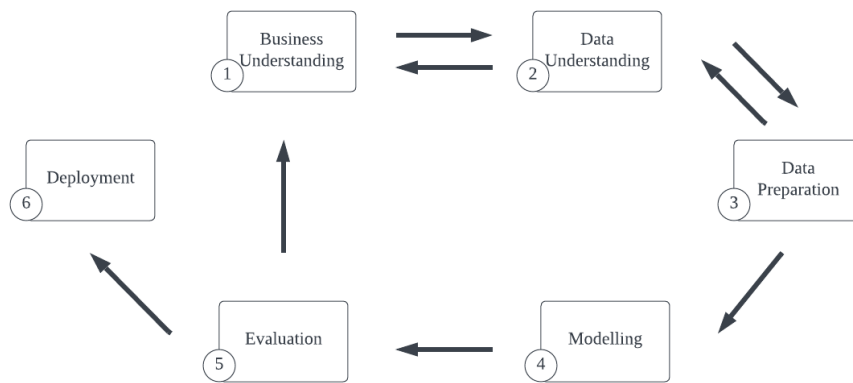 Business
Understanding
1
Data
Understanding
2
Data
Preparation
3
Modelling
4
Evaluation
5
Deployment
6